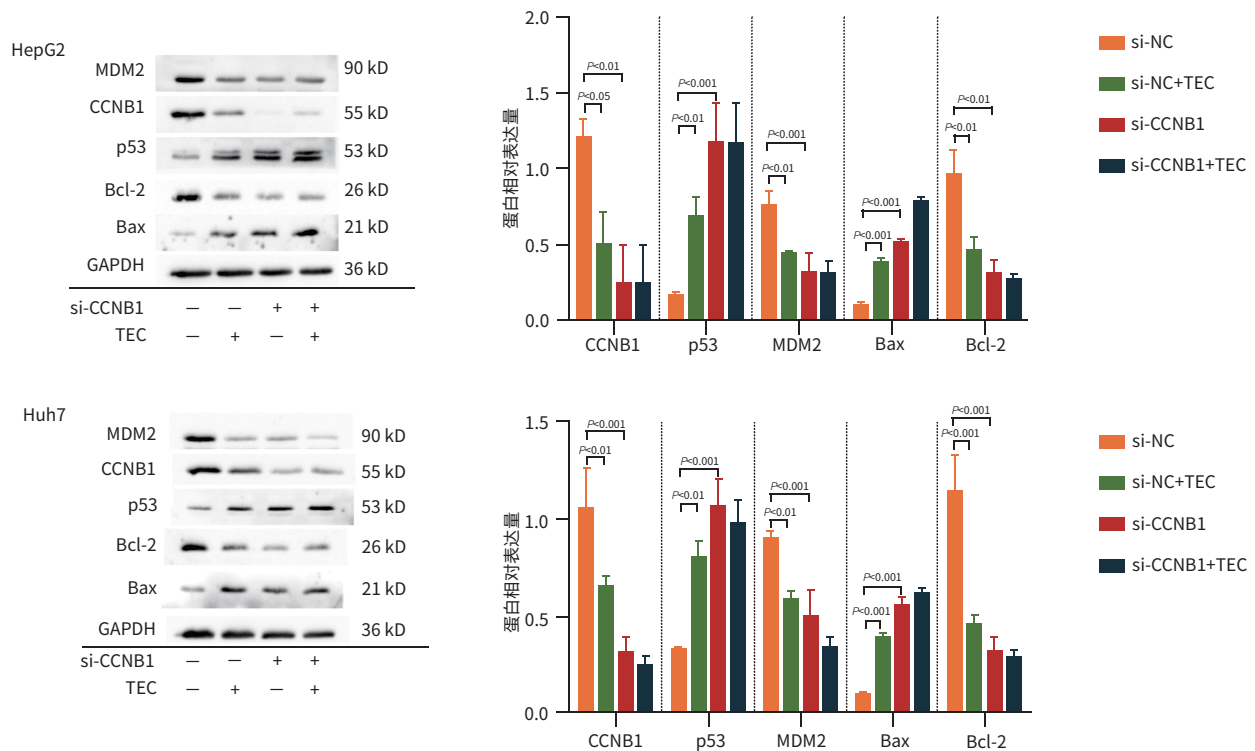 HepG2
MDM2 90 kD
CCNB1 55 kD
p53 53 kD
Bcl-2 26 kD
Bax 21 kD
GAPDH 36 kD
si-CCNB1 — — + +
TEC — + — +
2.0
1.5
1.0
0.5
0.0
蛋白相对表达量
P<0.01
P<0.05
P<0.001
P<0.01
P<0.001
P<0.01
P<0.001
P<0.001
P<0.01
P<0.01
CCNB1 p53 MDM2 Bax Bcl-2
si-NC
si-NC+TEC
si-CCNB1
si-CCNB1+TEC
Huh7
MDM2 90 kD
CCNB1 55 kD
p53 53 kD
Bcl-2 26 kD
Bax 21 kD
GAPDH 36 kD
si-CCNB1 — — + +
TEC — + — +
1.5
1.0
0.5
0.0
蛋白相对表达量
P<0.001
P<0.01
P<0.001
P<0.01
P<0.001
P<0.01
P<0.001
P<0.001
P<0.001
P<0.001
CCNB1 p53 MDM2 Bax Bcl-2
si-NC
si-NC+TEC
si-CCNB1
si-CCNB1+TEC